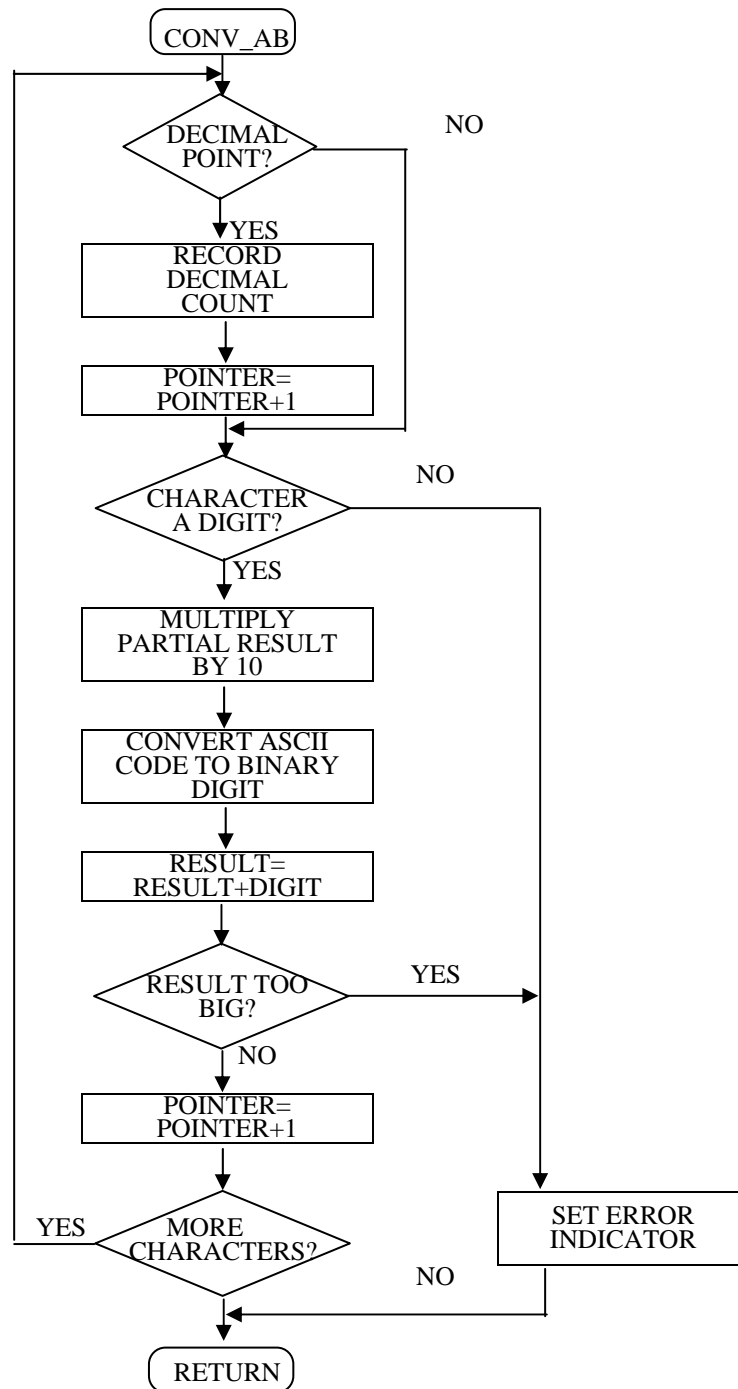 CONV_AB
DECIMAL
POINT?
NO
YES
RECORD
DECIMAL
COUNT
POINTER=
POINTER+1
CHARACTER
A DIGIT?
NO
YES
MULTIPLY
PARTIAL RESULT
BY 10
CONVERT ASCII
CODE TO BINARY
DIGIT
RESULT=
RESULT+DIGIT
RESULT TOO
BIG?
YES
NO
POINTER=
POINTER+1
YES
MORE
CHARACTERS?
SET ERROR
INDICATOR
NO
RETURN